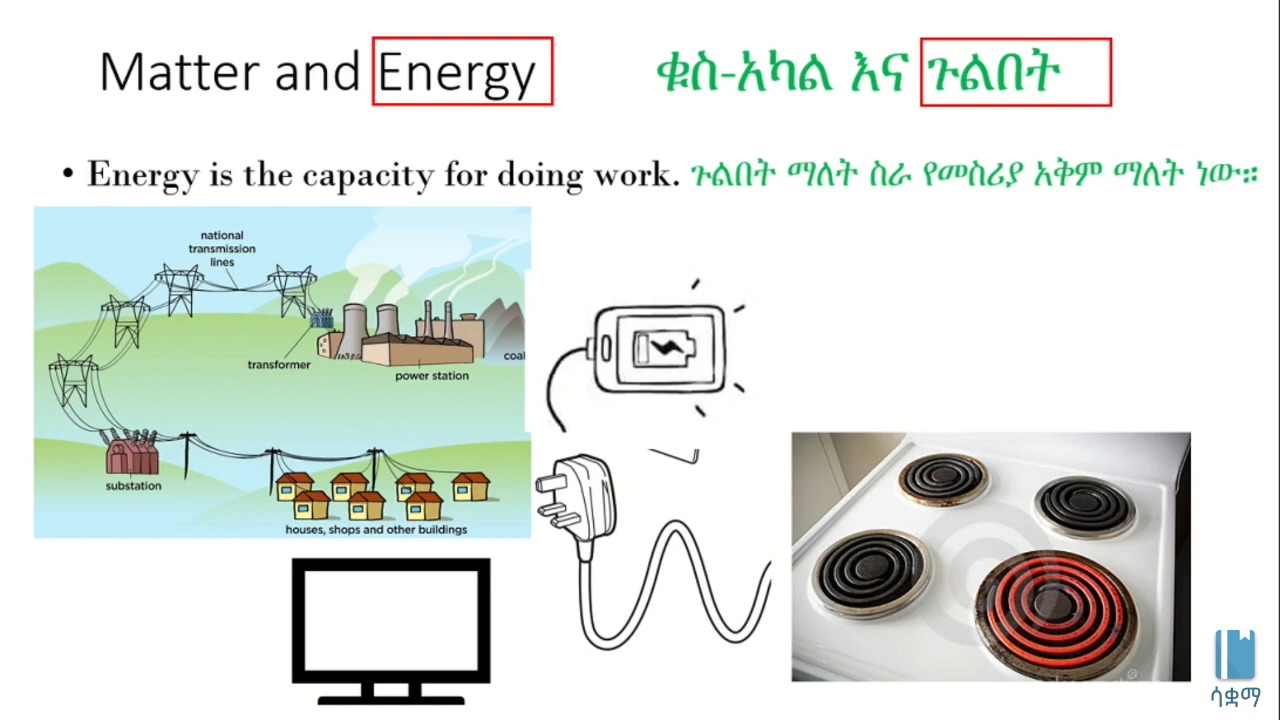 Matter and Energy ቁስ-አካል እና ጉልበት
• Energy is the capacity for doing work. ጉልበት ማለት ስራ የመስሪያ አቅም ማለት ነው።
national
transmission
lines
transformer
power station
coal
substation
houses, shops and other buildings
ሳቋማ